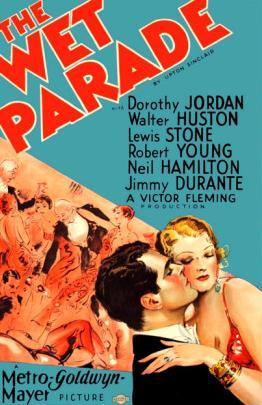 THE
WET
PARADE
BY UPTON SINCLAIR
WITH
Dorothy JORDAN
Walter HUSTON
Lewis STONE
Robert YOUNG
Neil HAMILTON
Jimmy DURANTE
A VICTOR FLEMING
PRODUCTION
A
Metro-Goldwyn-
Mayer PICTURE